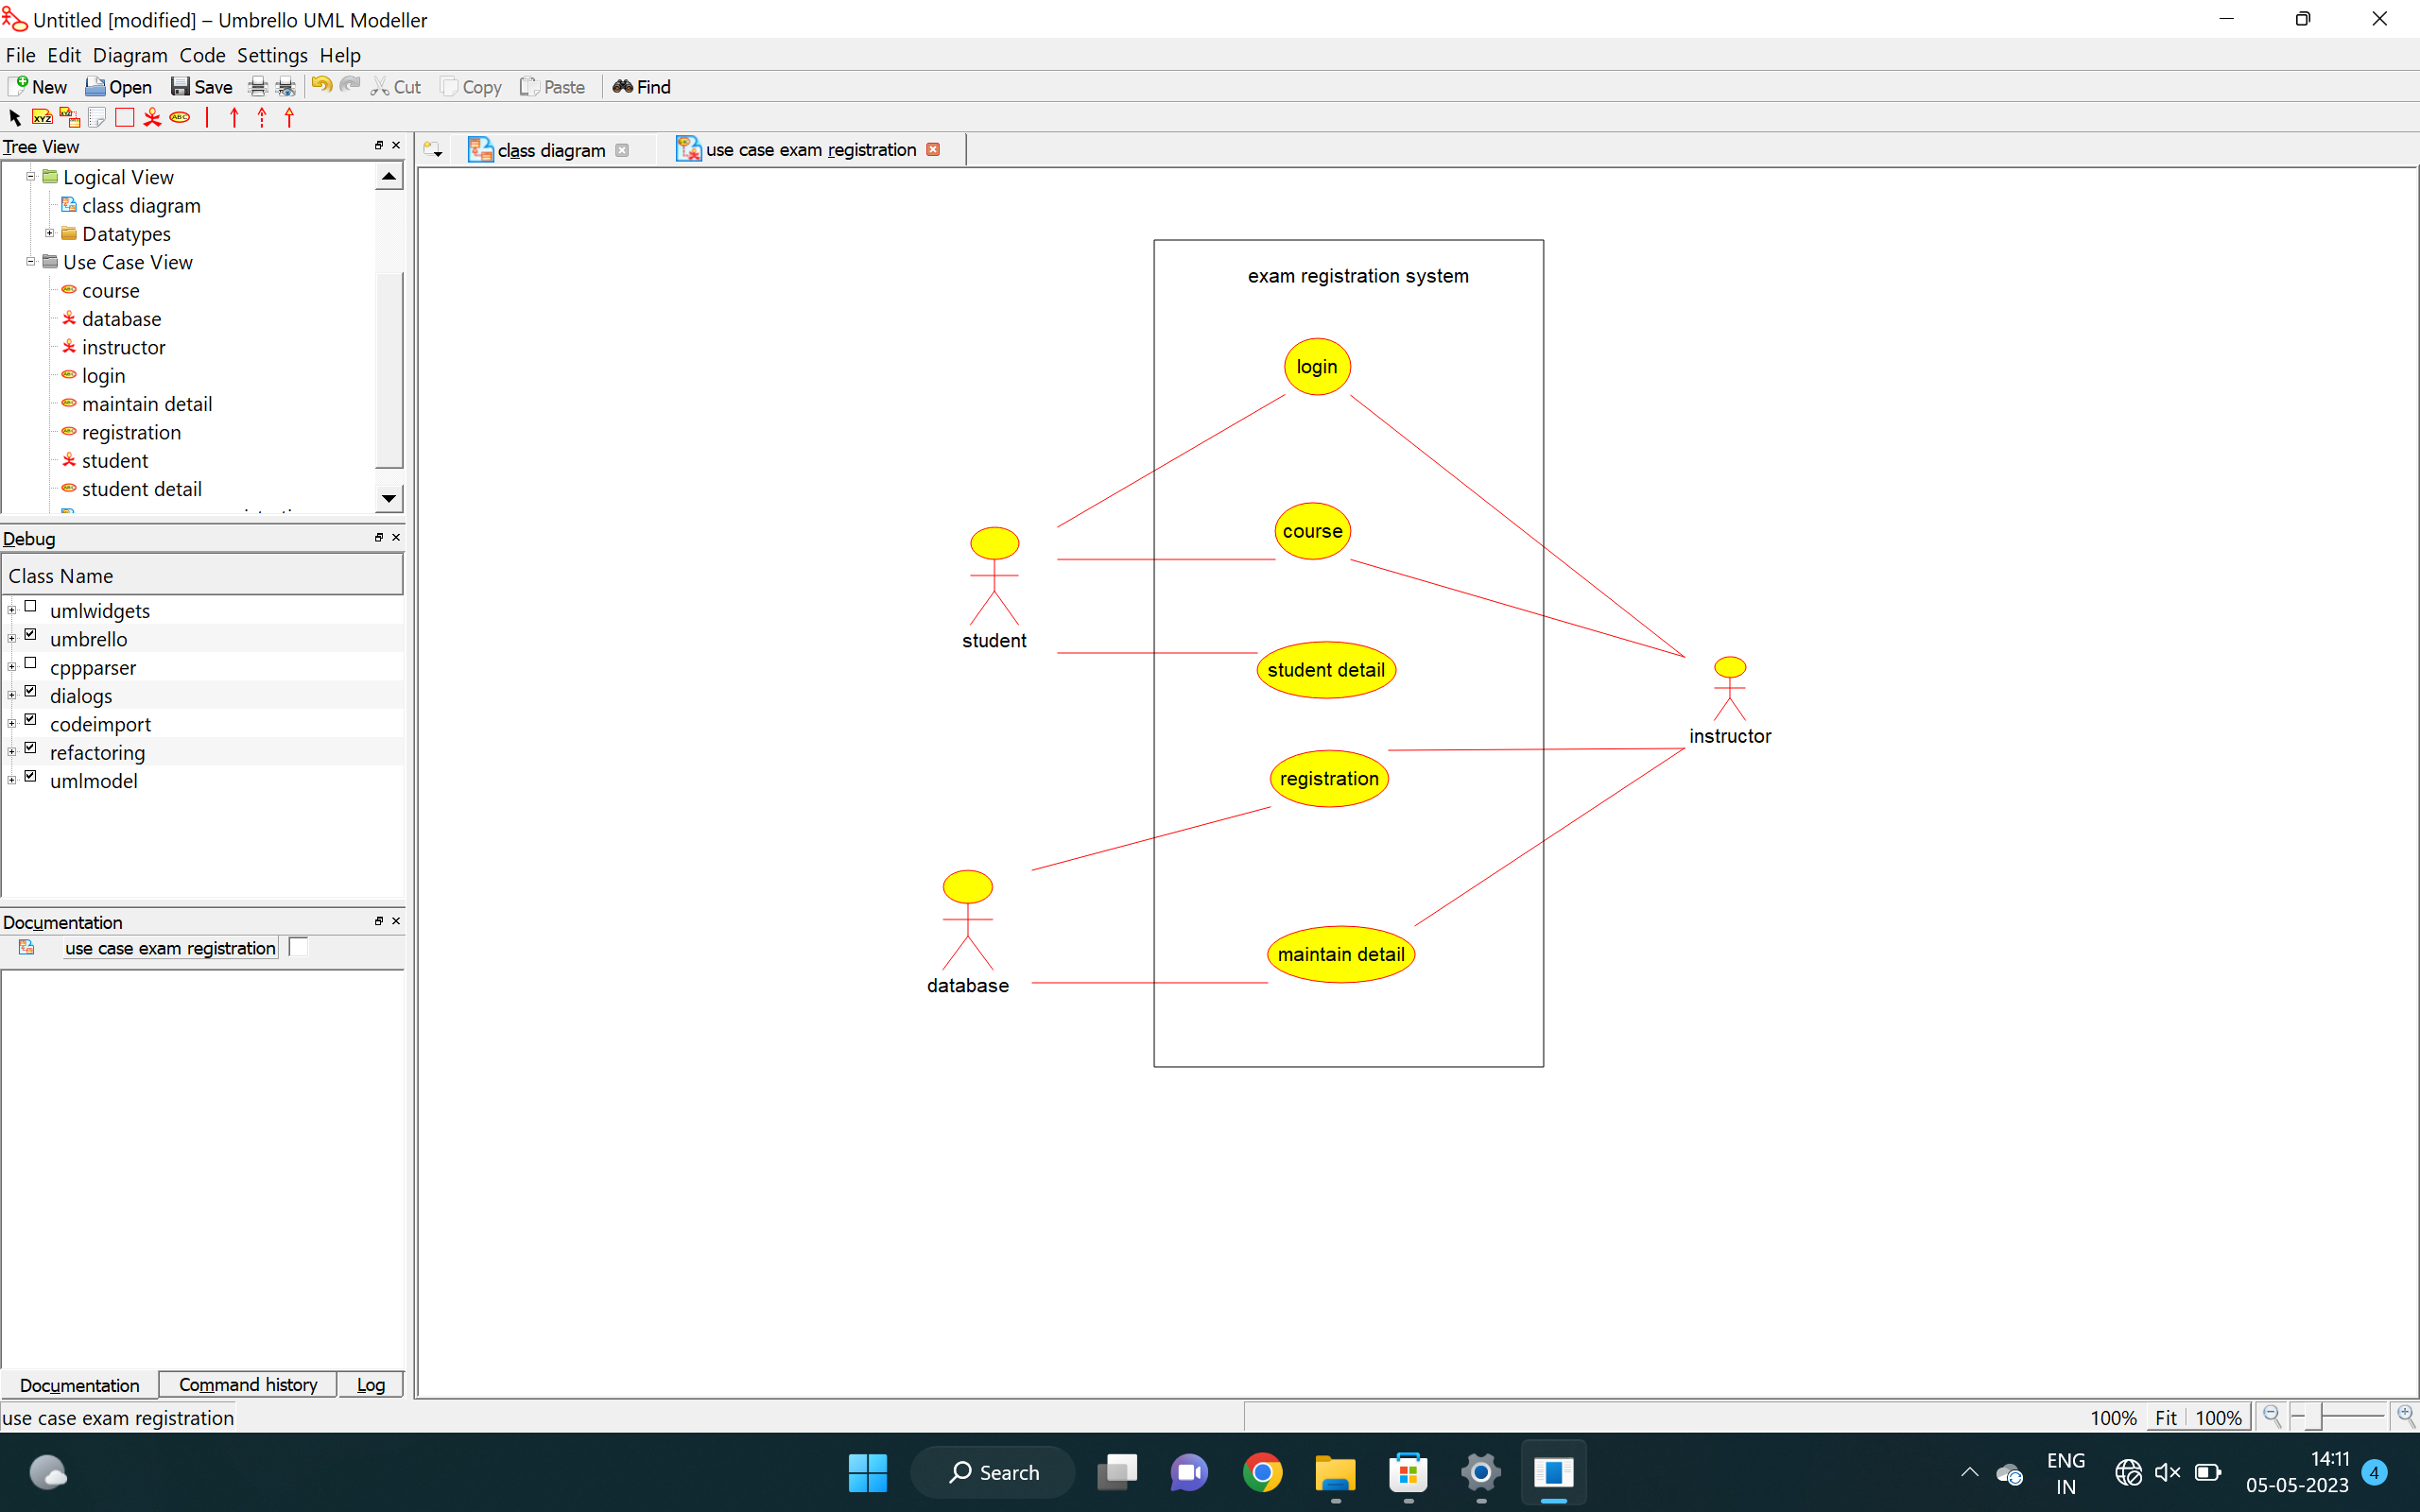 Untitled [modified] – Umbrello UML Modeller
File Edit Diagram Code Settings Help
New Open Save Cut Copy Paste Find
Tree View
class diagram
use case exam registration
Logical View
class diagram
Datatypes
Use Case View
course
database
instructor
login
maintain detail
registration
student
student detail
Debug
Class Name
umlwidgets
umbrello
cppparser
dialogs
codeimport
refactoring
umlmodel
Documentation
use case exam registration
Documentation Command history Log
exam registration system
login
course
student
student detail
instructor
registration
maintain detail
database
use case exam registration
100% Fit 100%
Search
ENG
IN
14:11
05-05-2023
4